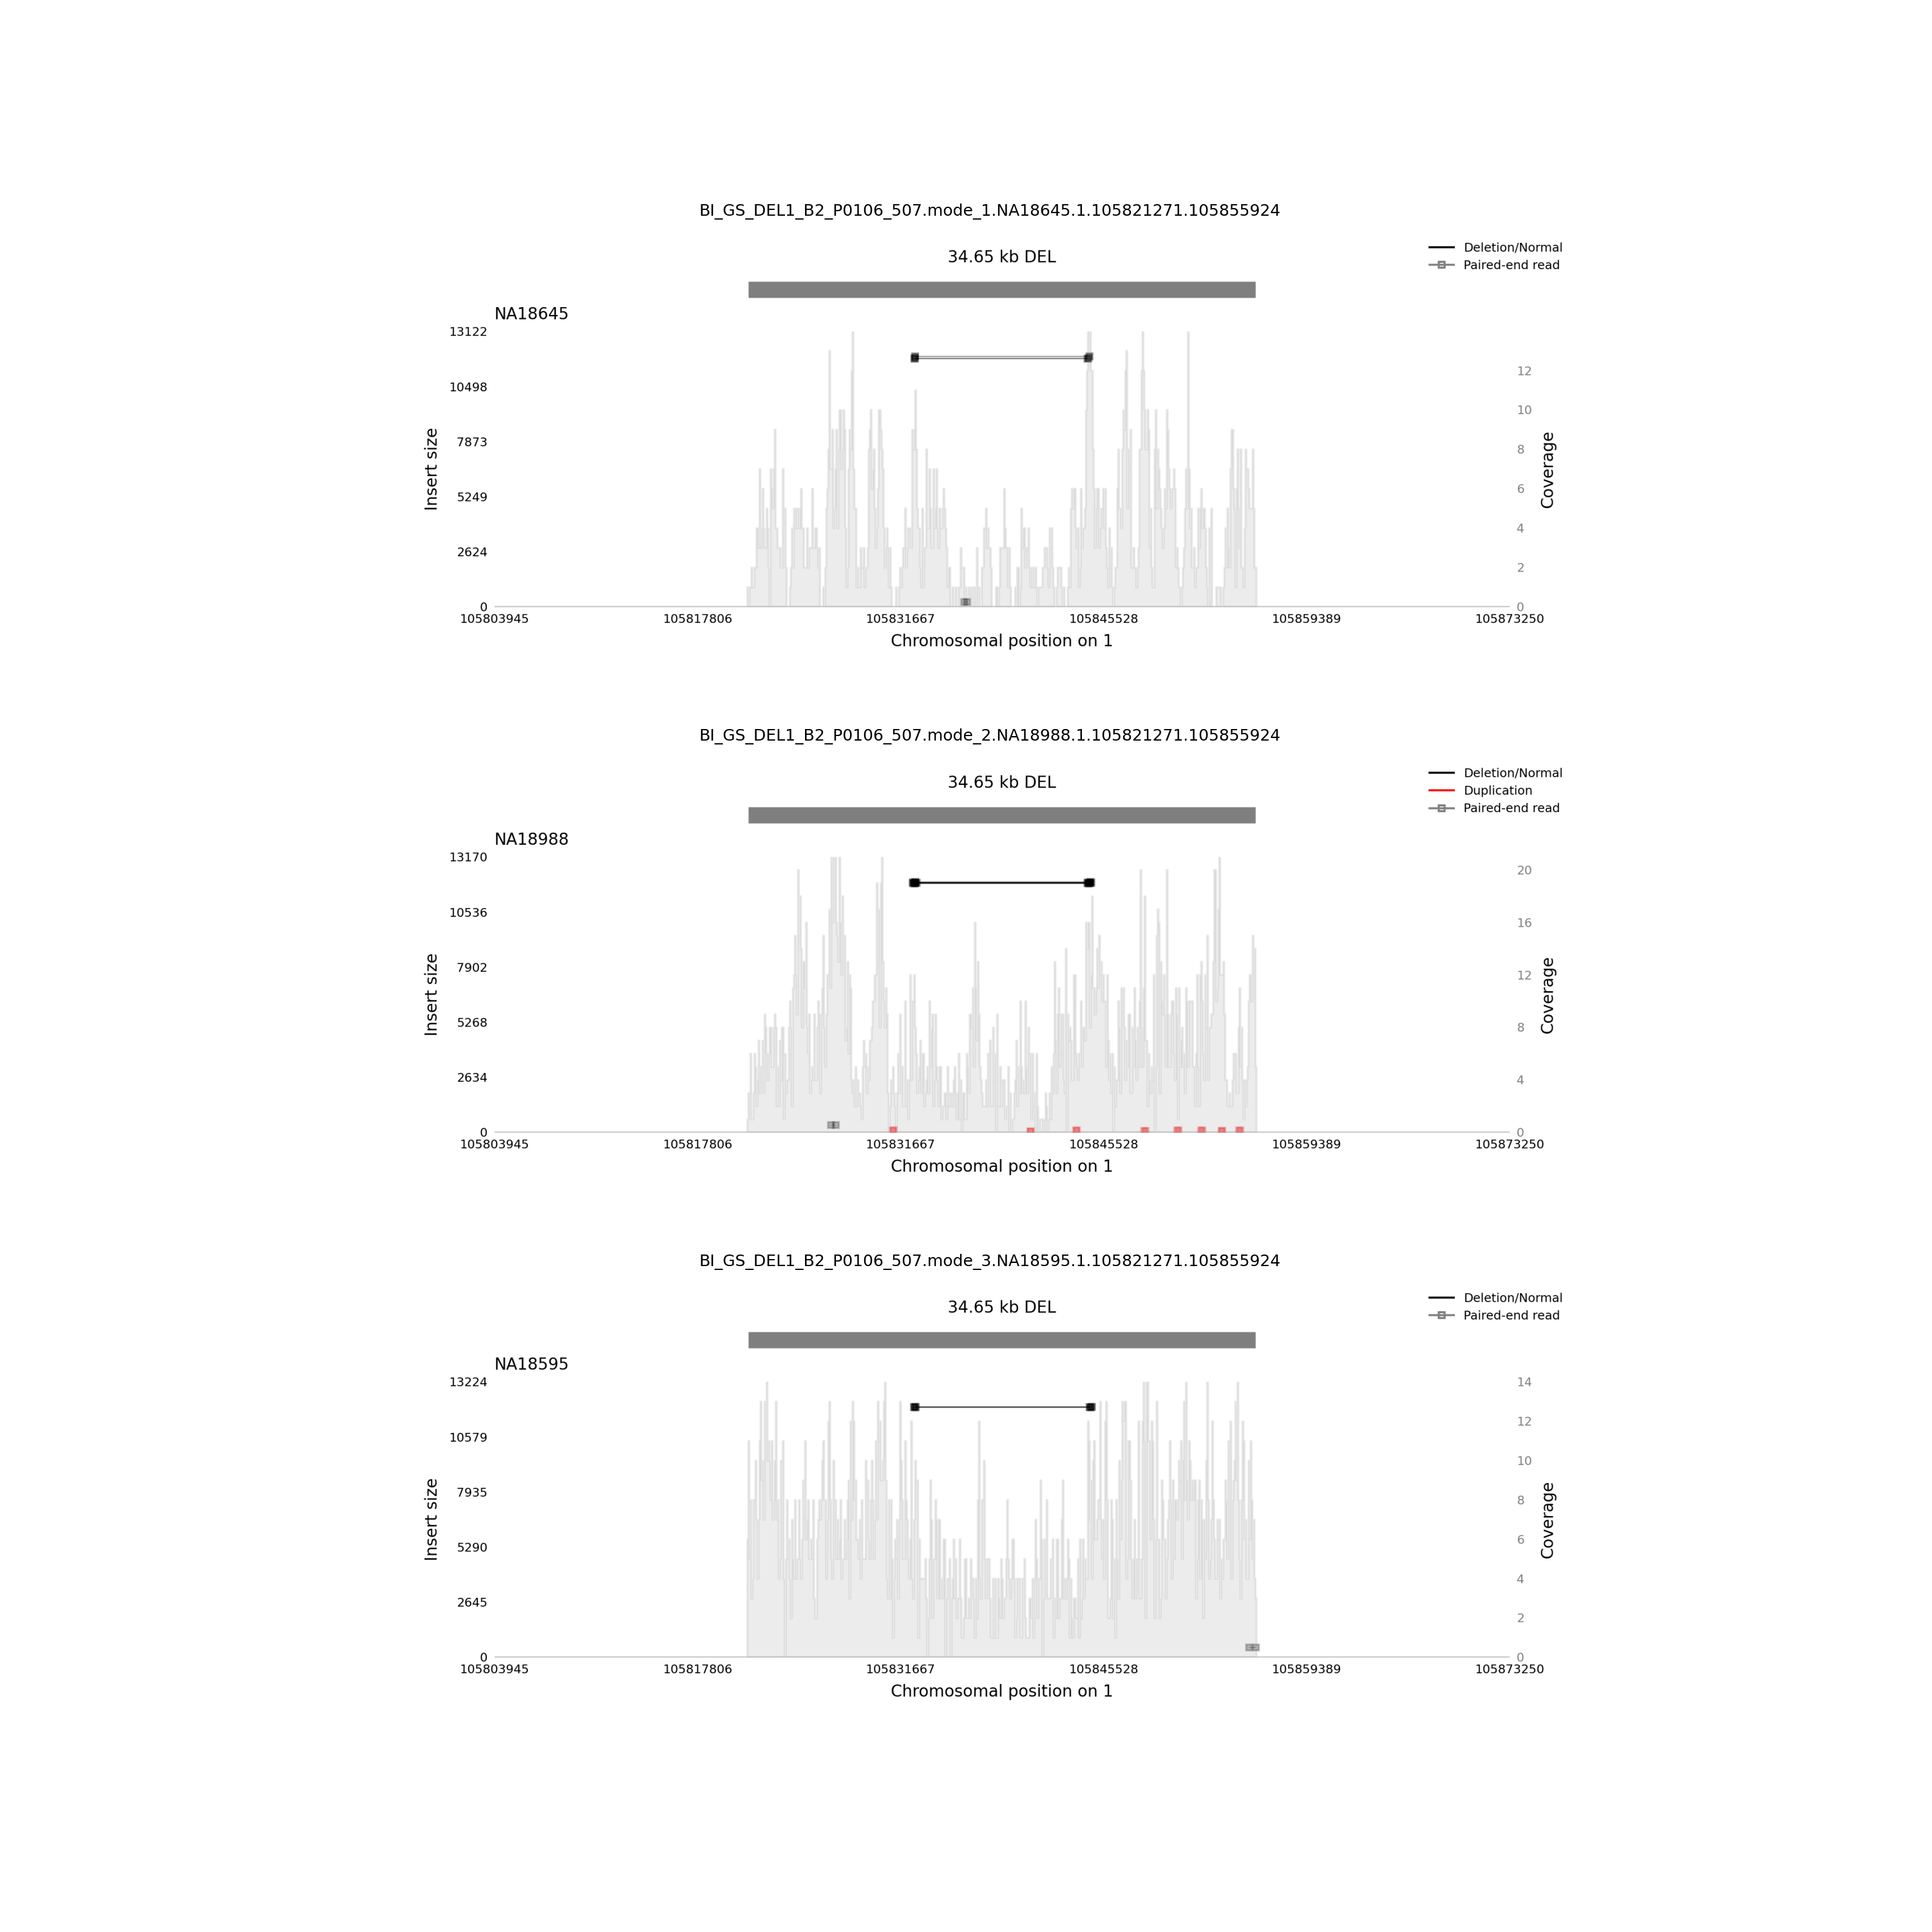 BI_GS_DEL1_B2_P0106_507.mode_1.NA18645.1.105821271.105855924
34.65 kb DEL
Deletion/Normal
Paired-end read
NA18645
13122
10498
7873
5249
2624
0
Insert size
12
10
8
6
4
2
0
Coverage
105803945 105817806 105831667 105845528 105859389 105873250
Chromosomal position on 1
BI_GS_DEL1_B2_P0106_507.mode_2.NA18988.1.105821271.105855924
34.65 kb DEL
Deletion/Normal
Duplication
Paired-end read
NA18988
13170
10536
7902
5268
2634
0
Insert size
20
16
12
8
4
0
Coverage
105803945 105817806 105831667 105845528 105859389 105873250
Chromosomal position on 1
BI_GS_DEL1_B2_P0106_507.mode_3.NA18595.1.105821271.105855924
34.65 kb DEL
Deletion/Normal
Paired-end read
NA18595
13224
10579
7935
5290
2645
0
Insert size
14
12
10
8
6
4
2
0
Coverage
105803945 105817806 105831667 105845528 105859389 105873250
Chromosomal position on 1